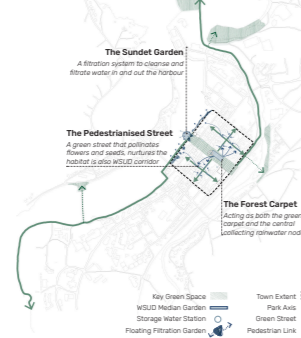 The Sundet Garden
A filtration system to cleanse and
filtrate water in and out the harbour
The Pedestrianised Street
A green street that pollinates
flowers and seeds, nurtures the
habitat is also WSUD corridor
The Forest Carpet
Acting as both the green
carpet and the central
collecting rainwater node
Key Green Space
WSUD Median Garden
Storage Water Station
Floating Filtration Garden
Town Extent
Park Axis
Green Street
Pedestrian Link